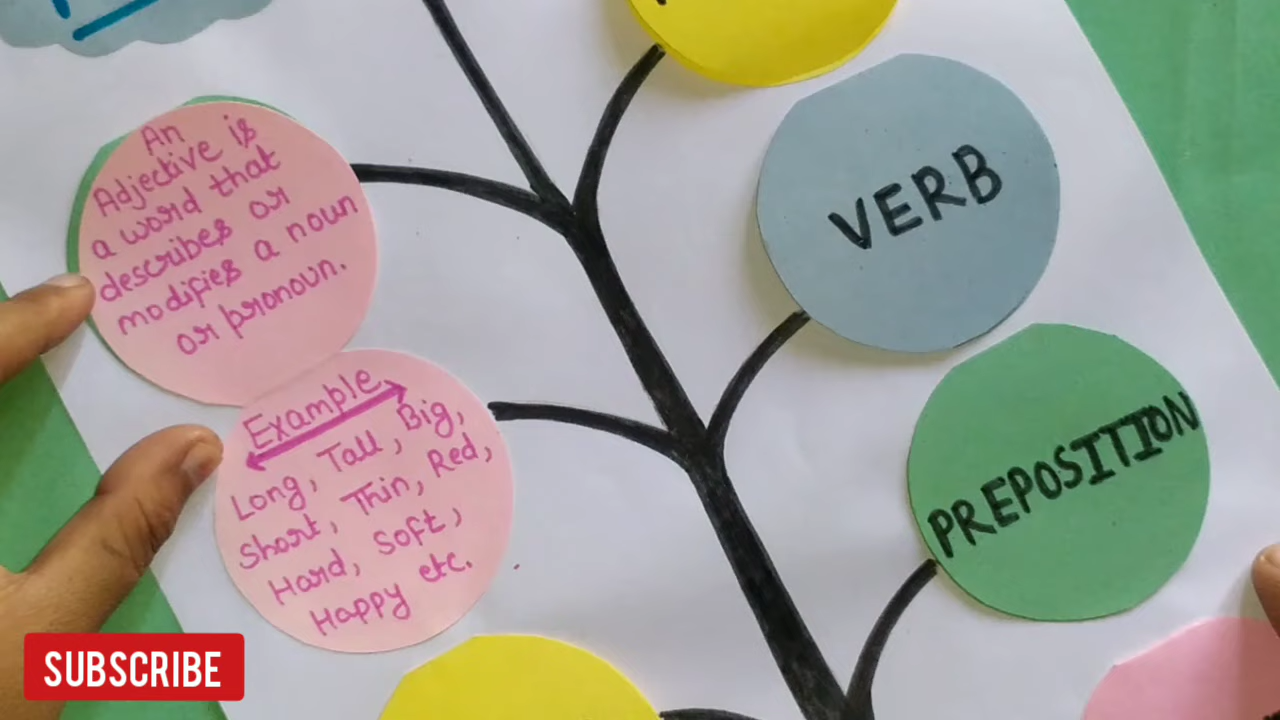 An
Adjective is
a word that
describes or
modifies a noun
or pronoun.
Example
Long, Tall, Big,
Short, Thin, Red,
Hard, Soft,
Happy etc.
VERB
PREPOSITION
SUBSCRIBE